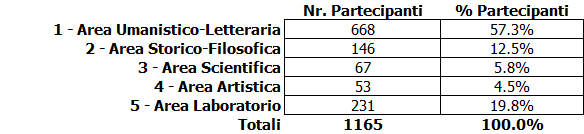 Nr. Partecipanti % Partecipanti
1 - Area Umanistico-Letteraria 668 57.3%
2 - Area Storico-Filosofica 146 12.5%
3 - Area Scientifica 67 5.8%
4 - Area Artistica 53 4.5%
5 - Area Laboratorio 231 19.8%
Totali 1165 100.0%